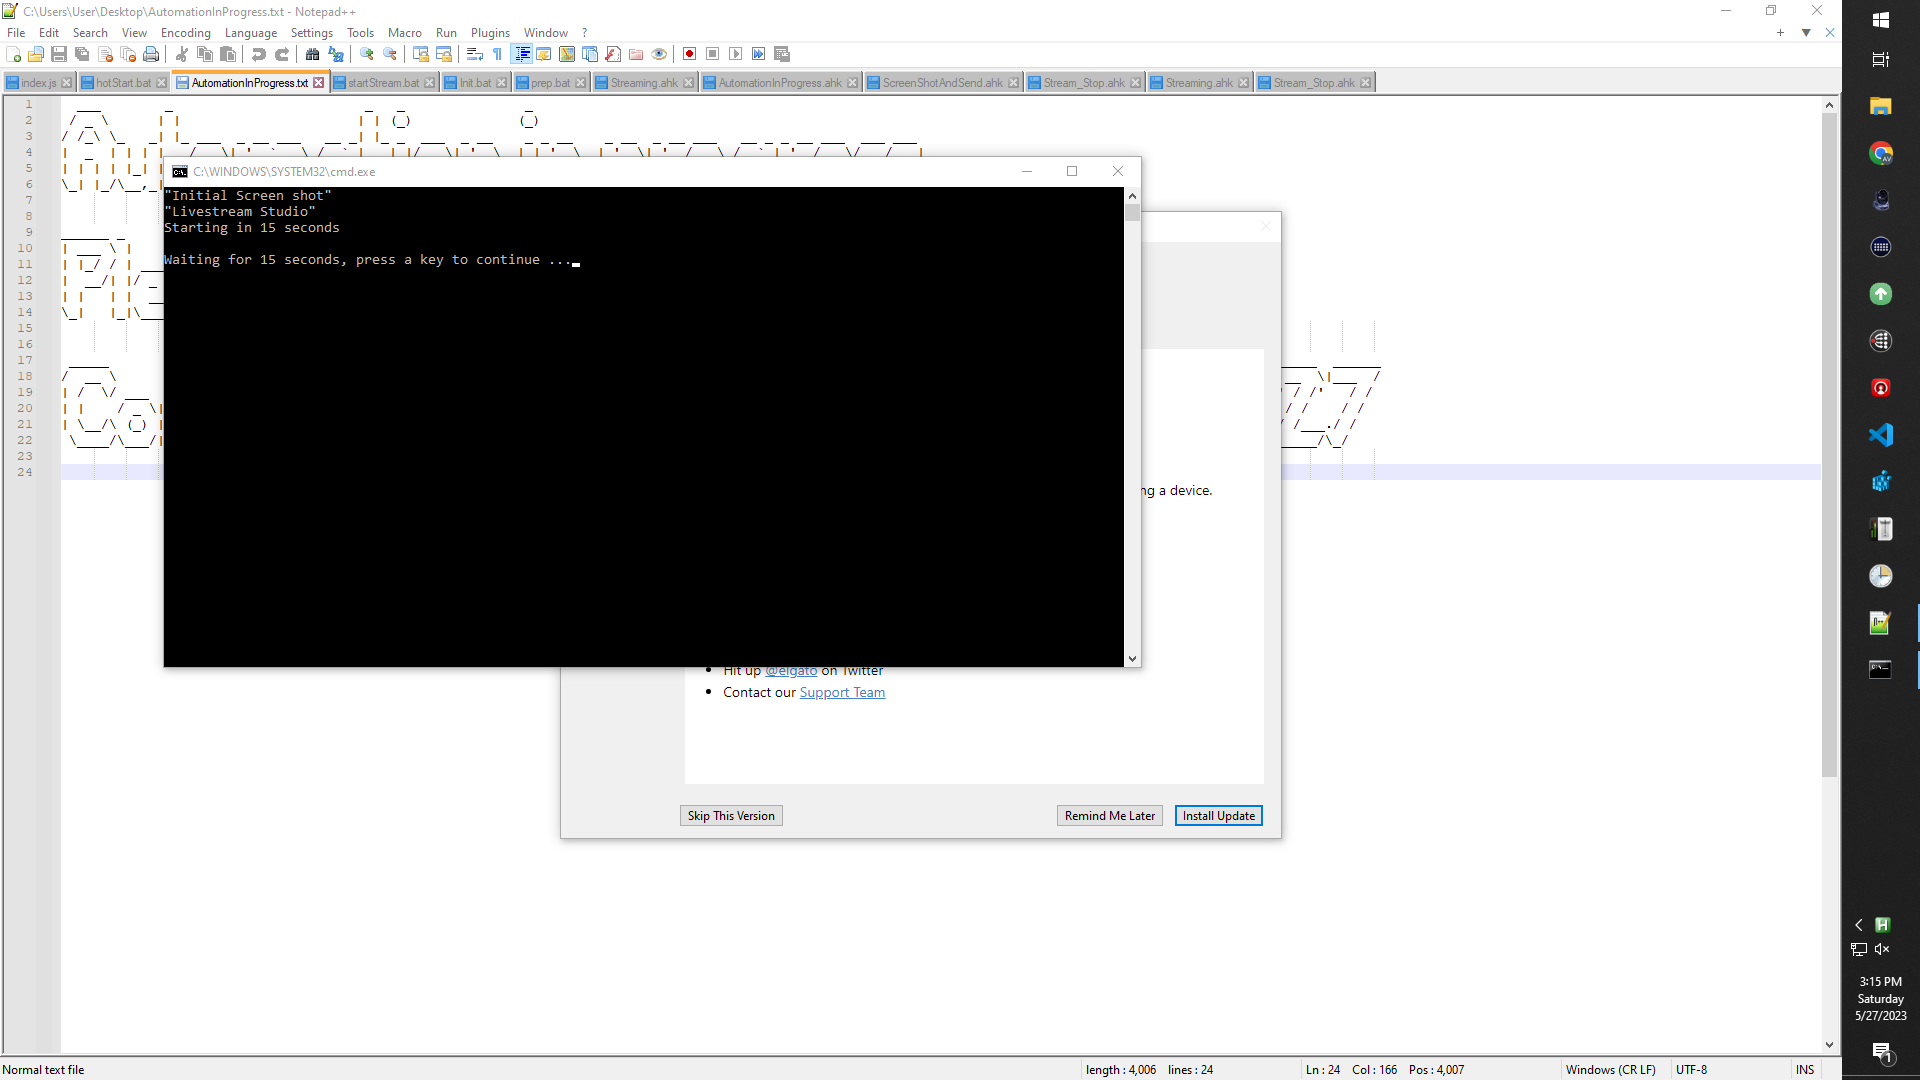 C:\Users\User\Desktop\AutomationInProgress.txt - Notepad++
File Edit Search View Encoding Language Settings Tools Macro Run Plugins Window ?
index.js hotStart.bat AutomationInProgress.txt startStream.bat Init.bat prep.bat Streaming.ahk AutomationInProgress.ahk ScreenShotAndSend.ahk Stream_Stop.ahk Streaming.ahk Stream_Stop.ahk
1
2
3
4
5
6
7
8
9
10
11
12
13
14
15
16
17
18
19
20
21
22
23
24
C:\WINDOWS\SYSTEM32\cmd.exe
"Initial Screen shot"
"Livestream Studio"
Starting in 15 seconds
Waiting for 15 seconds, press a key to continue ...
a device.
Hit up @elgato on Twitter
Contact our Support Team
Skip This Version Remind Me Later Install Update
3:15 PM
Saturday
5/27/2023
1
Normal text file length : 4,006 lines : 24 Ln : 24 Col : 166 Pos : 4,007 Windows (CR LF) UTF-8 INS